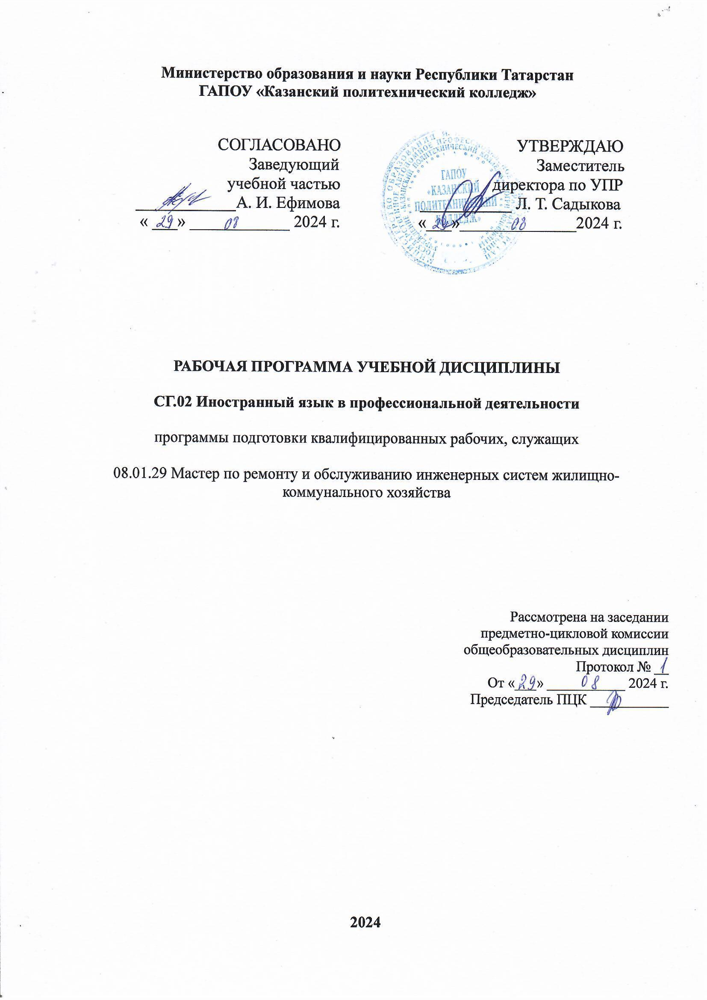 Министерство образования и науки Республики Татарстан
ГАПОУ «Казанский политехнический колледж»
СОГЛАСОВАНО
Заведующий
учебной частью
А. И. Ефимова
« 29 » 08 2024 г.
УТВЕРЖДАЮ
Заместитель
директора по УПР
Л. Т. Садыкова
« 29 » 08 2024 г.
ГАПОУ
«КАЗАНСКИЙ
ПОЛИТЕХНИЧЕСКИЙ
КОЛЛЕДЖ»
РАБОЧАЯ ПРОГРАММА УЧЕБНОЙ ДИСЦИПЛИНЫ
СГ.02 Иностранный язык в профессиональной деятельности
программы подготовки квалифицированных рабочих, служащих
08.01.29 Мастер по ремонту и обслуживанию инженерных систем жилищно-
коммунального хозяйства
Рассмотрена на заседании
предметно-цикловой комиссии
общеобразовательных дисциплин
Протокол № 1
От « 29 » 08 2024 г.
Председатель ПЦК
2024